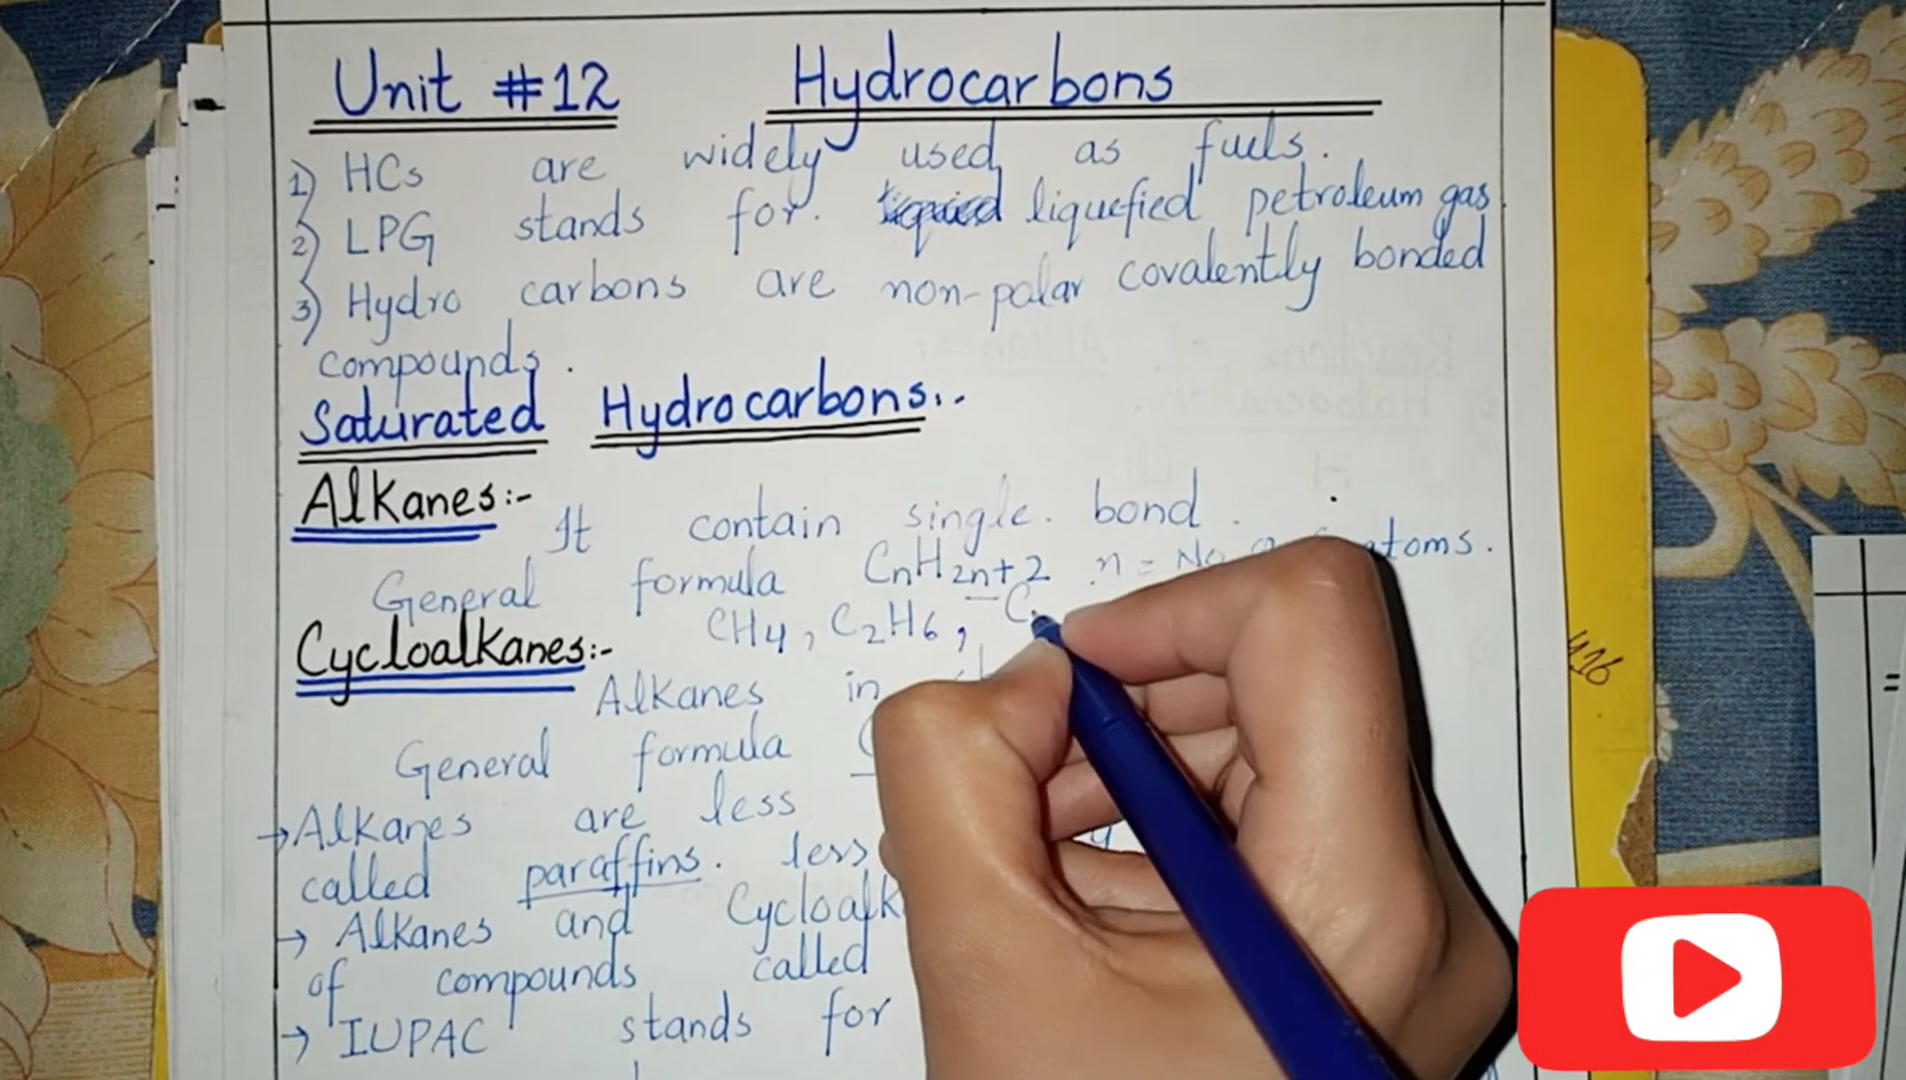 Unit #12 Hydrocarbons
1) HCs are widely used as fuels.
2) LPG stands for liquefied petroleum gas
3) Hydro carbons are non-polar covalently bonded
compounds.
Saturated Hydrocarbons:-
Alkanes:-
It contain single bond.
General formula CnH2n+2 n = No atoms.
CH4, C2H6, C
Cycloalkanes:-
Alkanes in
General formula
→ Alkanes are less
called paraffins. less
→ Alkanes and Cycloalk
of compounds called
→ IUPAC stands for